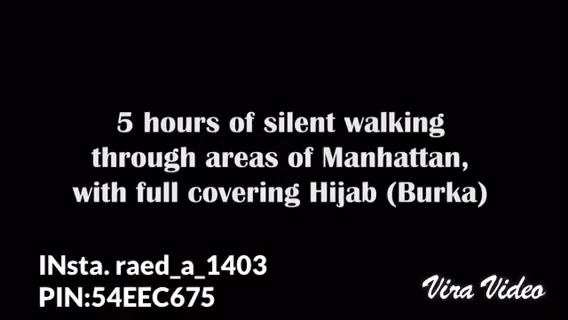 5 hours of silent walking
through areas of Manhattan,
with full covering Hijab (Burka)
INsta. raed_a_1403
PIN:54EEC675
Vira Video